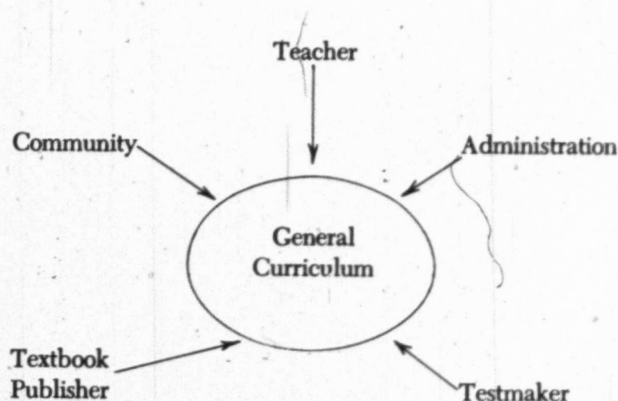 Teacher
Community
Administration
General
Curriculum
Textbook
Publisher
Testmaker